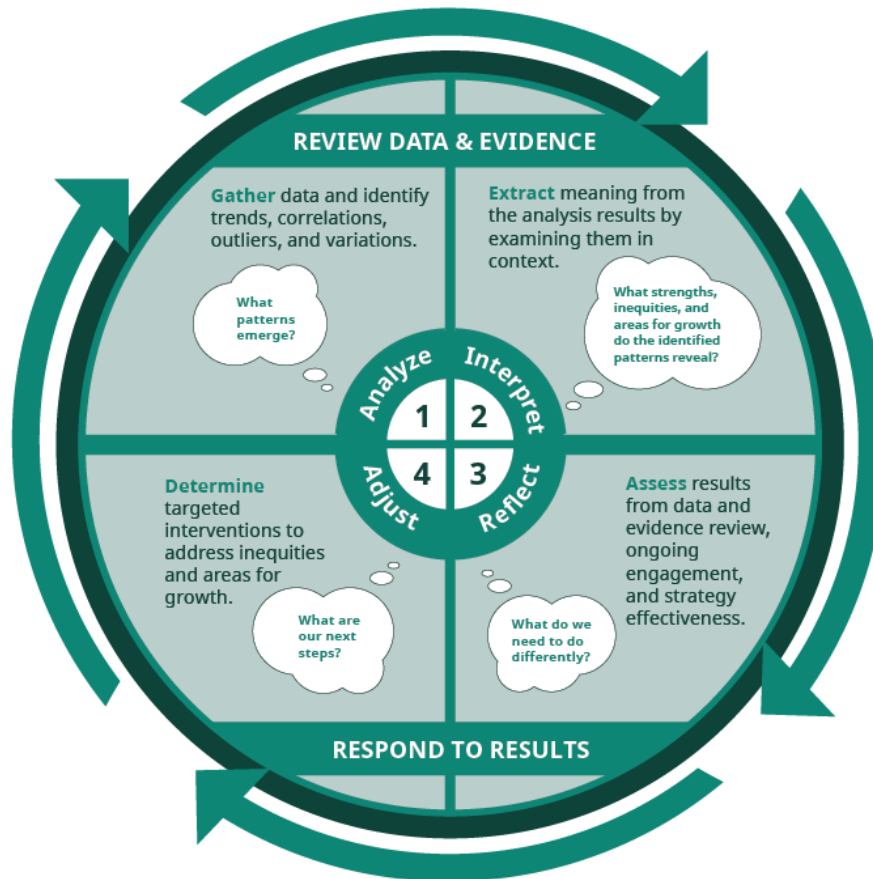 REVIEW DATA & EVIDENCE
Gather data and identify
trends, correlations,
outliers, and variations.
What
patterns
emerge?
Extract meaning from
the analysis results by
examining them in
context.
What strengths,
inequities, and
areas for growth
do the identified
patterns reveal?
Analyze
Interpret
1
2
4
3
Adjust
Reflect
Determine
targeted
interventions to
address inequities
and areas for
growth.
What are
our next
steps?
Assess results
from data and
evidence review,
ongoing
engagement,
and strategy
effectiveness.
What do we
need to do
differently?
RESPOND TO RESULTS